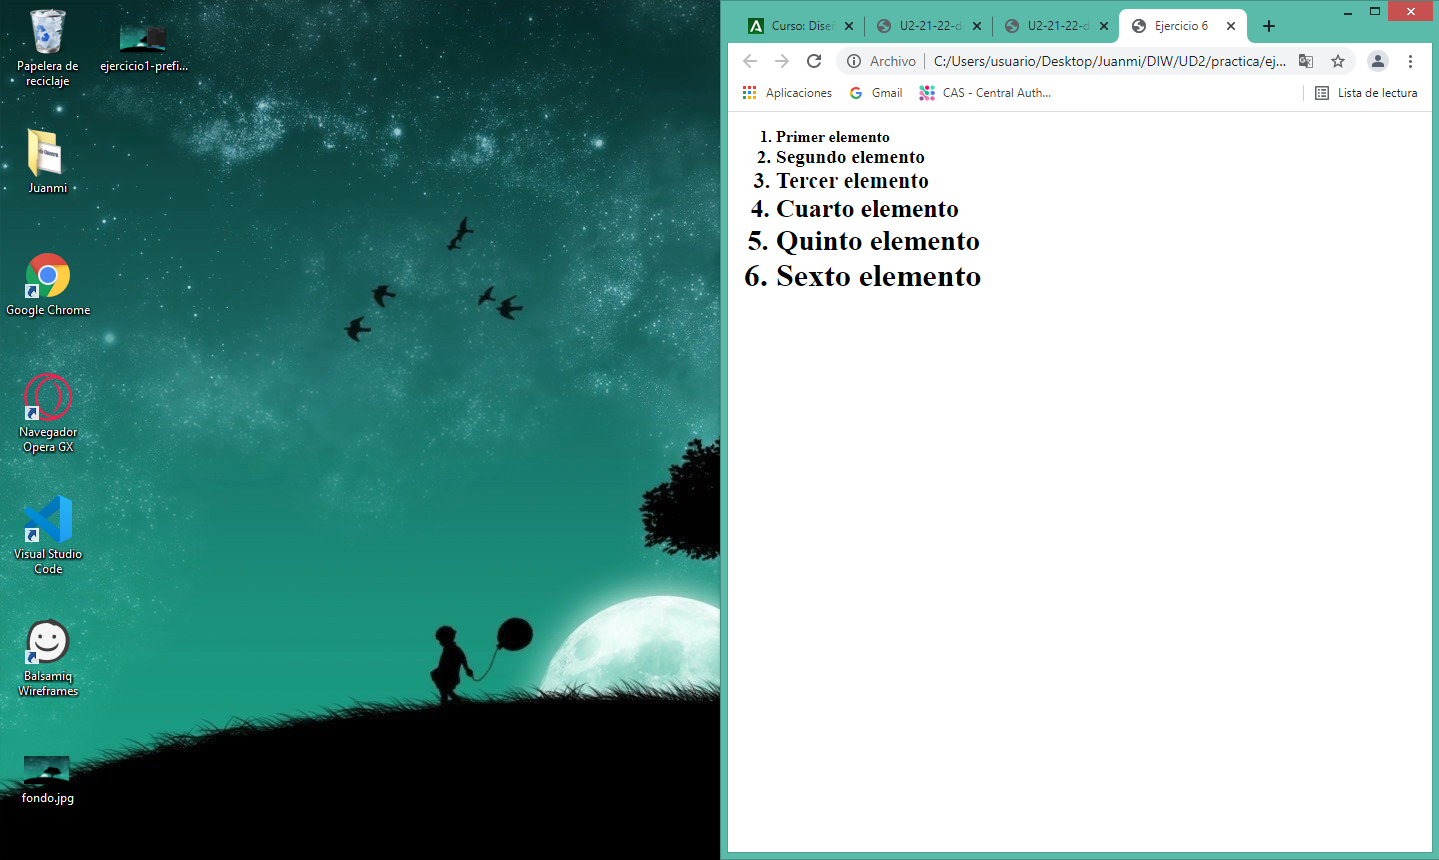 Papelera de
reciclaje
ejercicio1-prefi...
Juanmi
Google Chrome
Navegador
Opera GX
Visual Studio
Code
Balsamiq
Wireframes
fondo.jpg
Curso: Dise
U2-21-22-d
U2-21-22-d
Ejercicio 6
Archivo
C:/Users/usuario/Desktop/Juanmi/DIW/UD2/practica/ej...
Aplicaciones
Gmail
CAS - Central Auth...
Lista de lectura
1. Primer elemento
2. Segundo elemento
3. Tercer elemento
4. Cuarto elemento
5. Quinto elemento
6. Sexto elemento